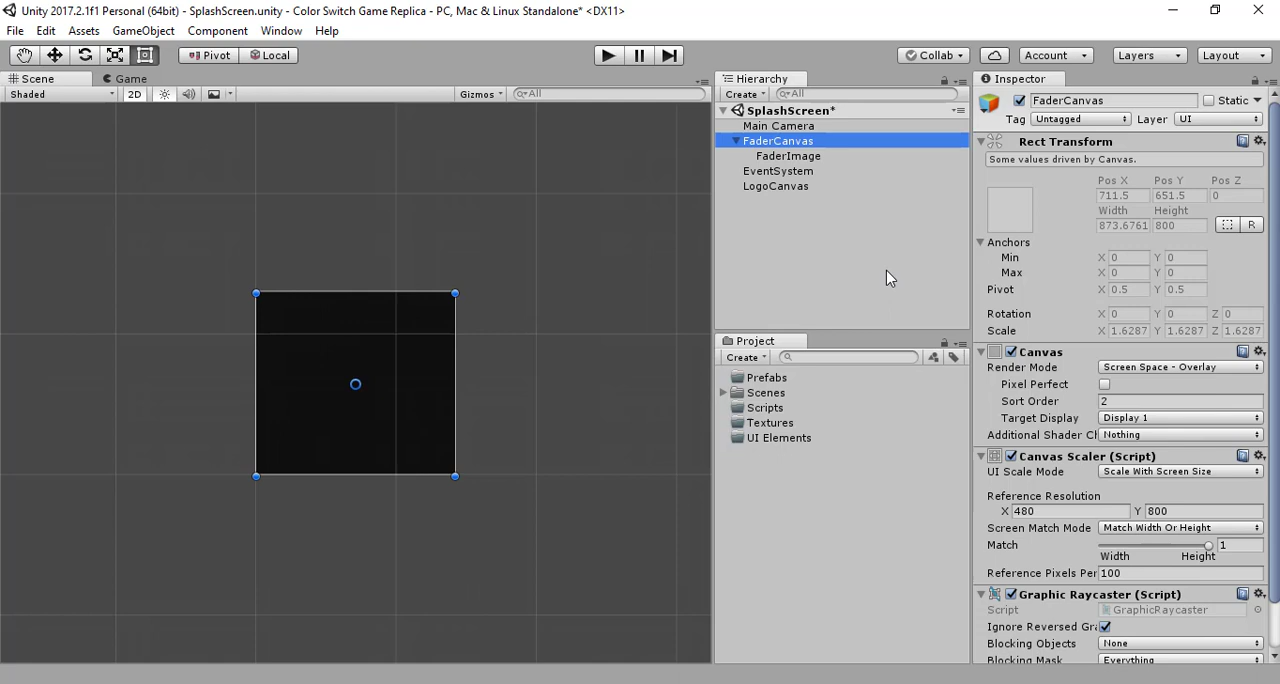 Unity 2017.2.1f1 Personal (64bit) - SplashScreen.unity - Color Switch Game Replica - PC, Mac & Linux Standalone* <DX11>
File Edit Assets GameObject Component Window Help
Pivot Local Collab Account Layers Layout
Scene Game
Shaded 2D Gizmos All
Hierarchy
Create All
SplashScreen*
Main Camera
FaderCanvas
FaderImage
EventSystem
LogoCanvas
Project
Create
Prefabs
Scenes
Scripts
Textures
UI Elements
Inspector
FaderCanvas Static
Tag Untagged Layer UI
Rect Transform
Some values driven by Canvas.
Pos X Pos Y Pos Z
711.5 651.5 0
Width Height
873.6761 800 R
Anchors
Min X 0 Y 0
Max X 0 Y 0
Pivot X 0.5 Y 0.5
Rotation X 0 Y 0 Z 0
Scale X 1.6287 Y 1.6287 Z 1.6287
Canvas
Render Mode Screen Space - Overlay
Pixel Perfect
Sort Order 2
Target Display Display 1
Additional Shader Ch Nothing
Canvas Scaler (Script)
UI Scale Mode Scale With Screen Size
Reference Resolution
X 480 Y 800
Screen Match Mode Match Width Or Height
Match 1
Width Height
Reference Pixels Per 100
Graphic Raycaster (Script)
Script GraphicRaycaster
Ignore Reversed Gra
Blocking Objects None
Blocking Mask Everything